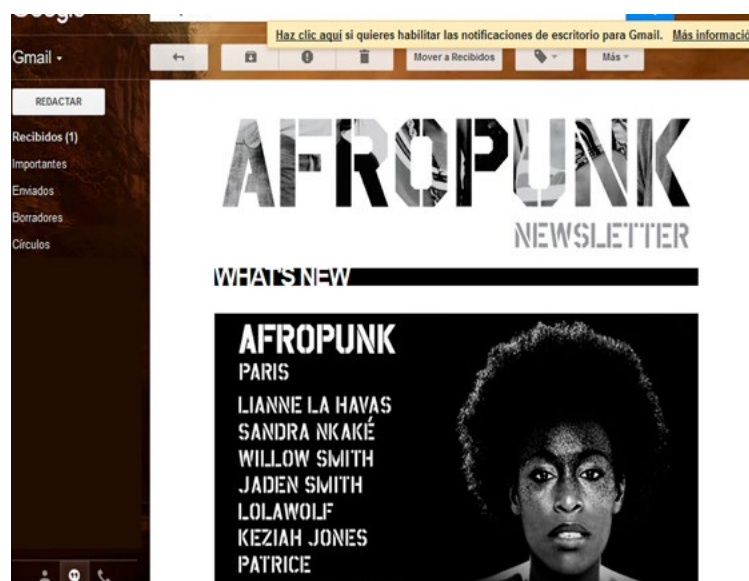 Google
Haz clic aquí si quieres habilitar las notificaciones de escritorio para Gmail. Más informació
Gmail
Mover a Recibidos
Más
REDACTAR
Recibidos (1)
Importantes
Enviados
Borradores
Círculos
AFROPUNK
NEWSLETTER
WHAT'S NEW
AFROPUNK
PARIS
LIANNE LA HAVAS
SANDRA NKAKÉ
WILLOW SMITH
JADEN SMITH
LOLAWOLF
KEZIAH JONES
PATRICE